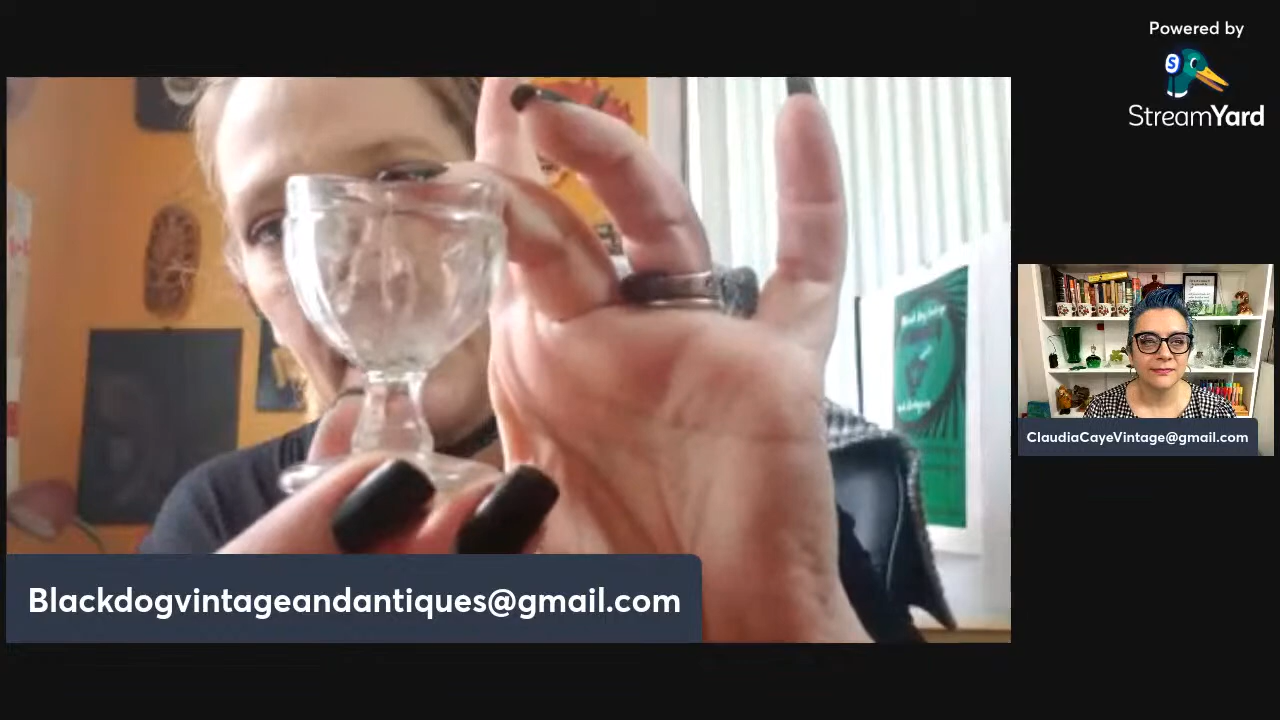 Powered by
S
StreamYard
ClaudiaCayeVintage@gmail.com
Blackdogvintageandantiques@gmail.com